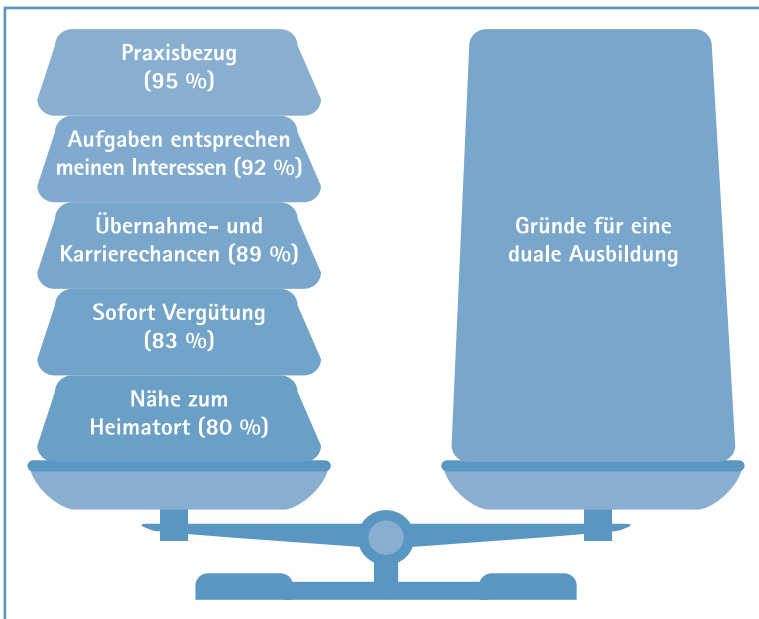 Praxisbezug
(95 %)
Aufgaben entsprechen
meinen Interessen (92 %)
Übernahme- und
Karrierechancen (89 %)
Sofort Vergütung
(83 %)
Nähe zum
Heimatort (80 %)
Gründe für eine
duale Ausbildung